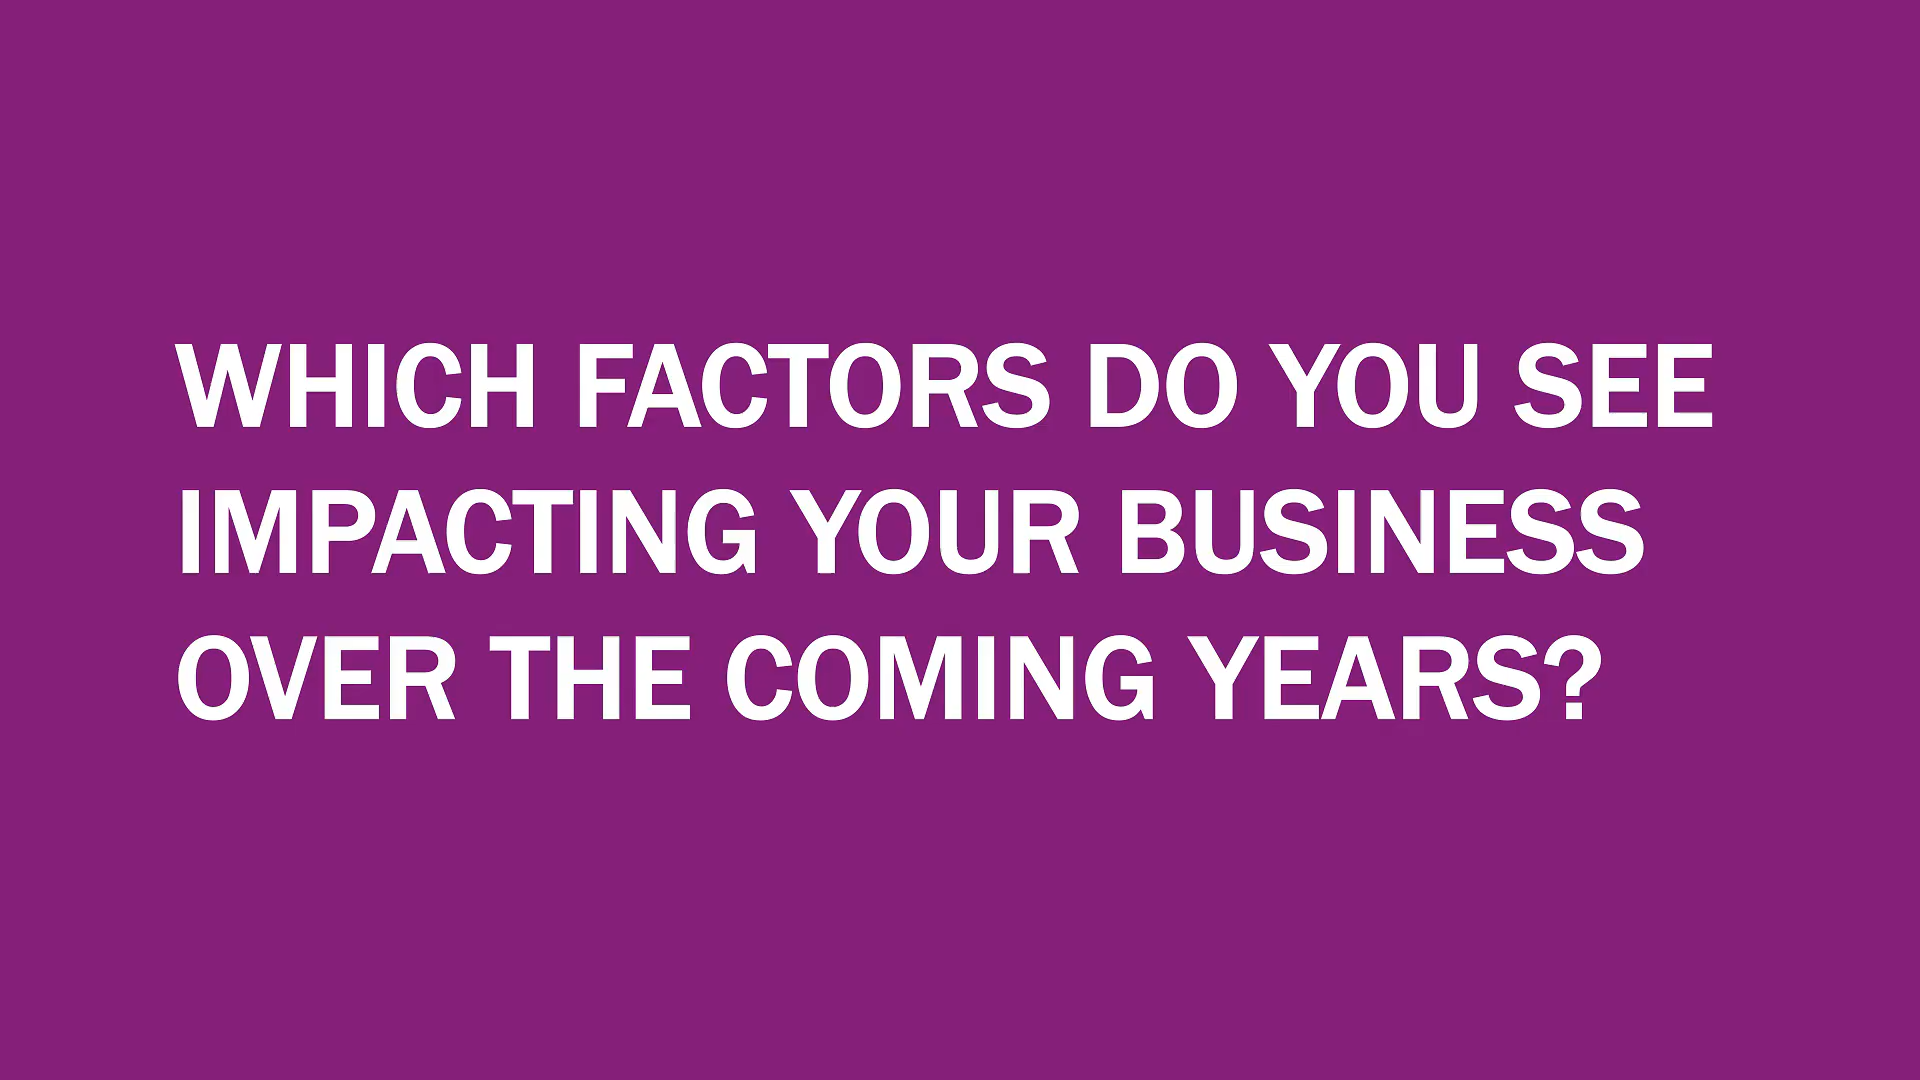 WHICH FACTORS DO YOU SEE
IMPACTING YOUR BUSINESS
OVER THE COMING YEARS?